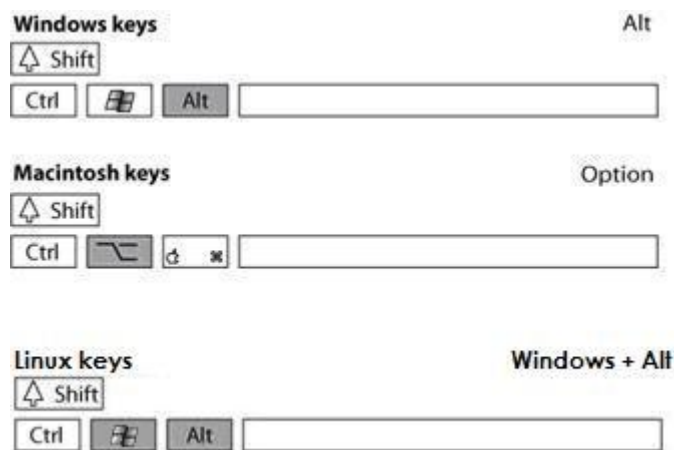 Windows keys Alt
Shift
Ctrl Alt
Macintosh keys Option
Shift
Ctrl ⌥ ⌘
Linux keys Windows + Alt
Shift
Ctrl Alt